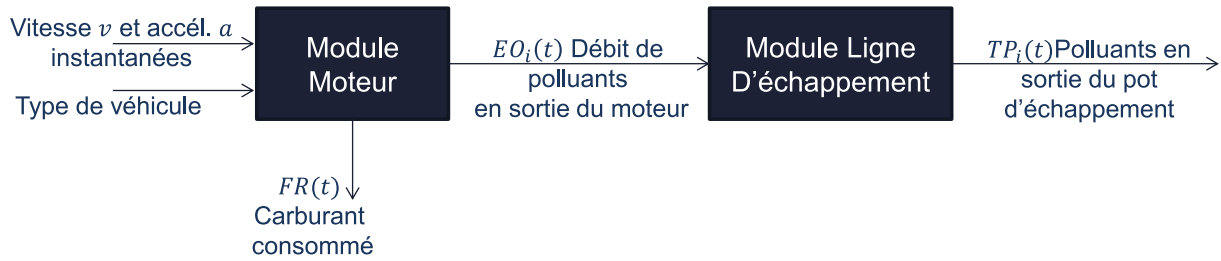 Vitesse v et accél. a
instantanées
Type de véhicule
Module
Moteur
FR(t)
Carburant
consommé
EOᵢ(t) Débit de
polluants
en sortie du moteur
Module Ligne
D'échappement
TPᵢ(t)Polluants en
sortie du pot
d'échappement